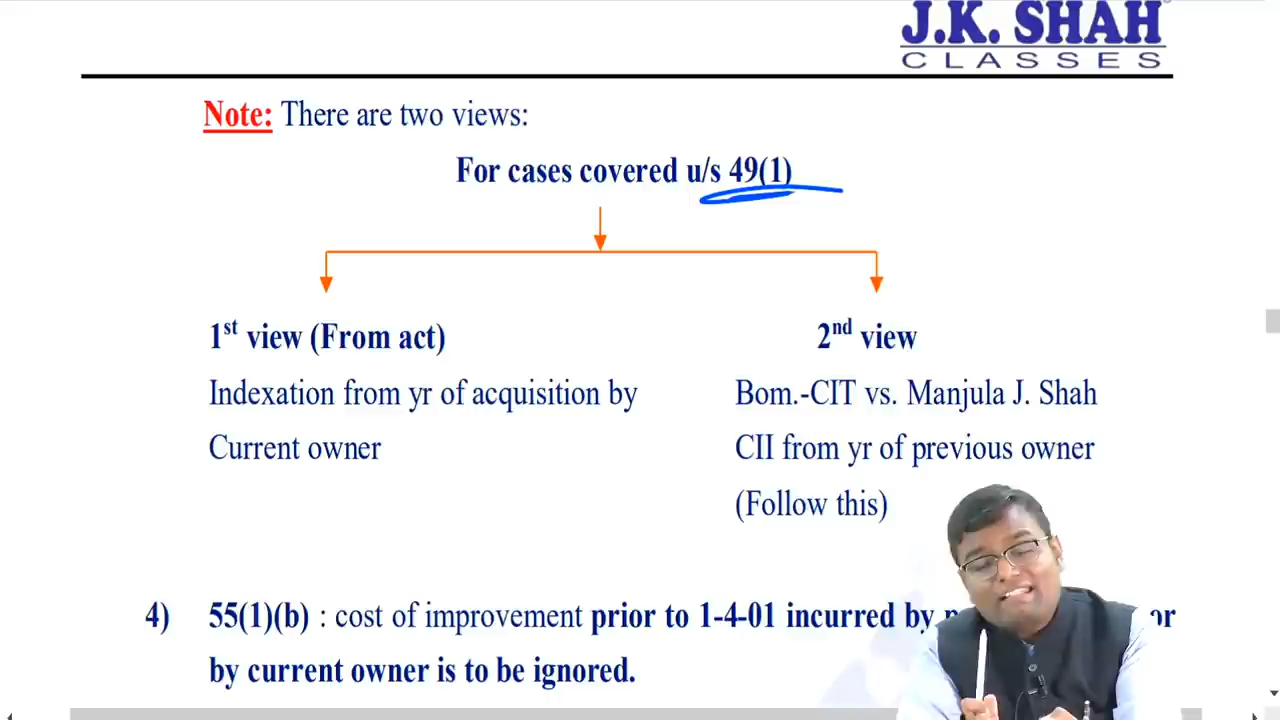 J.K. SHAH
CLASSES
Note: There are two views:
For cases covered u/s 49(1)
1st view (From act)
2nd view
Indexation from yr of acquisition by
Current owner
Bom.-CIT vs. Manjula J. Shah
CII from yr of previous owner
(Follow this)
4) 55(1)(b) : cost of improvement prior to 1-4-01 incurred by or
by current owner is to be ignored.